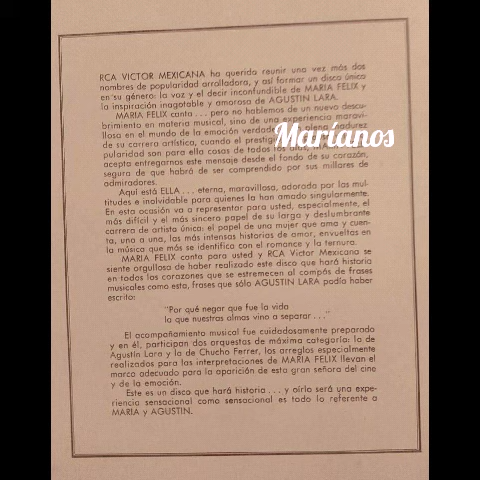 RCA VICTOR MEXICANA ha querido reunir una vez más dos
nombres de popularidad arrolladora, y así formar un disco único
en su género: la voz y el decir inconfundible de MARIA FELIX y
la inspiración inagotable y amorosa de AGUSTIN LARA.
MARIA FELIX canta . . . pero no hablemos de un nuevo descu-
brimiento en materia musical, sino de una experiencia maravi-
llosa en el mundo de la emoción verdade plena madurez
de su carrera artística, cuando el prestigio
Marianos
pularidad son para ella cosas de todos los días,
acepta entregarnos este mensaje desde el fondo de su corazón,
segura de que habrá de ser comprendido por sus millares de
admiradores.
Aquí está ELLA . . . eterna, maravillosa, adorada por las mul-
titudes e inolvidable para quienes la han amado singularmente.
En esta ocasión va a representar para usted, especialmente, el
más difícil y el más sincero papel de su larga y deslumbrante
carrera de artista única: el papel de una mujer que ama y cuen-
ta, una a una, las más intensas historias de amor, envueltas en
la música que más se identifica con el romance y la ternura.
MARIA FELIX canta para usted y RCA Victor Mexicana se
siente orgullosa de haber realizado este disco que hará historia
en todos los corazones que se estremecen al compás de frases
musicales como esta, frases que sólo AGUSTIN LARA podía haber
escrito:
"Por qué negar que fue la vida
la que nuestras almas vino a separar . . ."
El acompañamiento musical fue cuidadosamente preparado
y en él, participan dos orquestas de máxima categoría: la de
Agustín Lara y la de Chucho Ferrer, los arreglos especialmente
realizados para las interpretaciones de MARIA FELIX llevan el
marco adecuado para la aparición de esta gran señora del cine
y de la emoción.
Este es un disco que hará historia . . . y oírlo será una expe-
riencia sensacional como sensacional es todo lo referente a
MARIA y AGUSTIN.